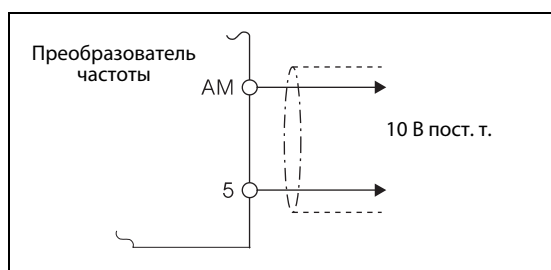 Преобразователь
частоты
AM
10 В пост. т.
5